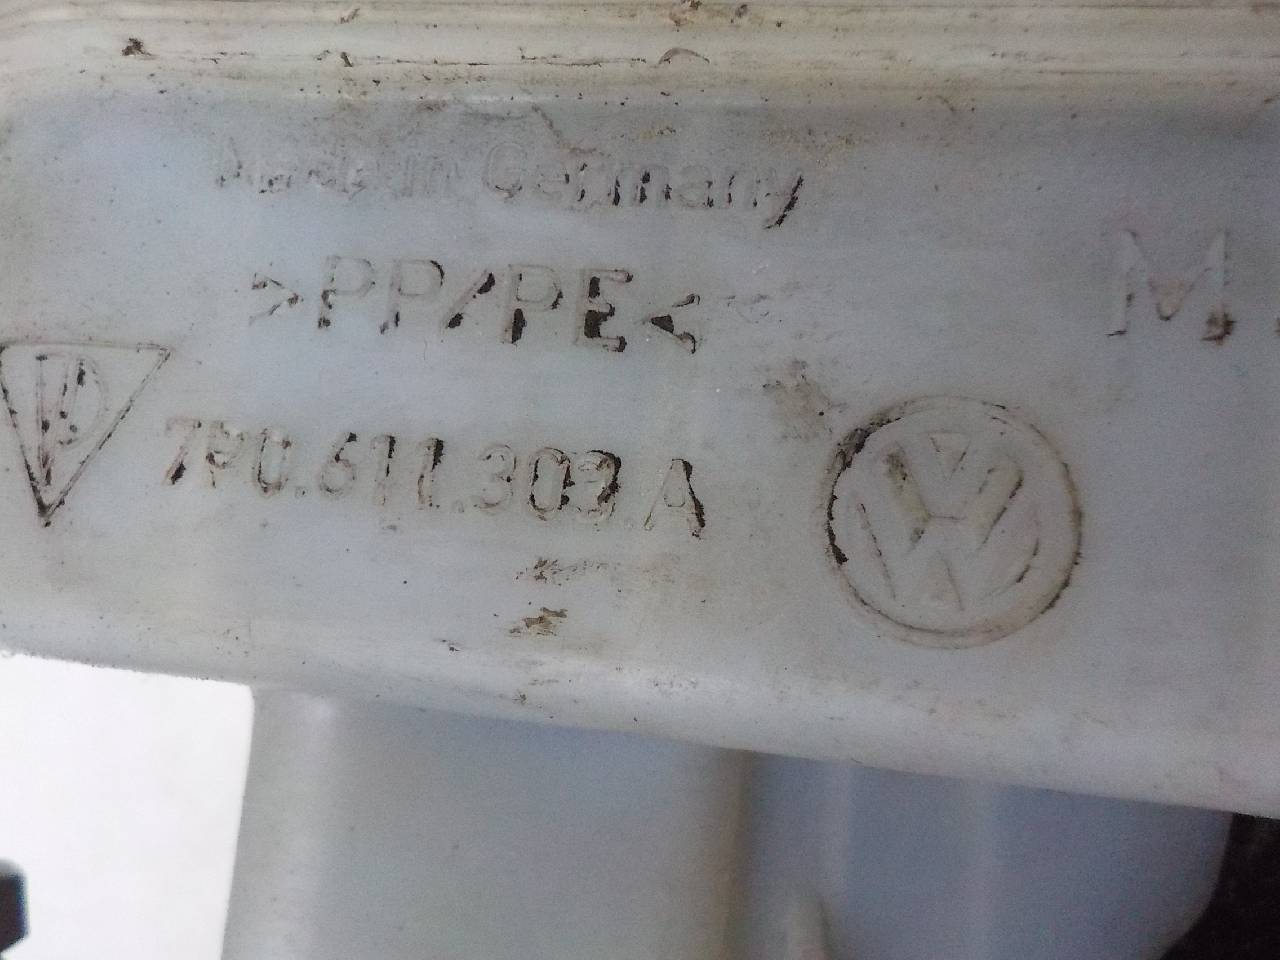 Made in Germany
>PP/PE<
M
7P0.611.303.A